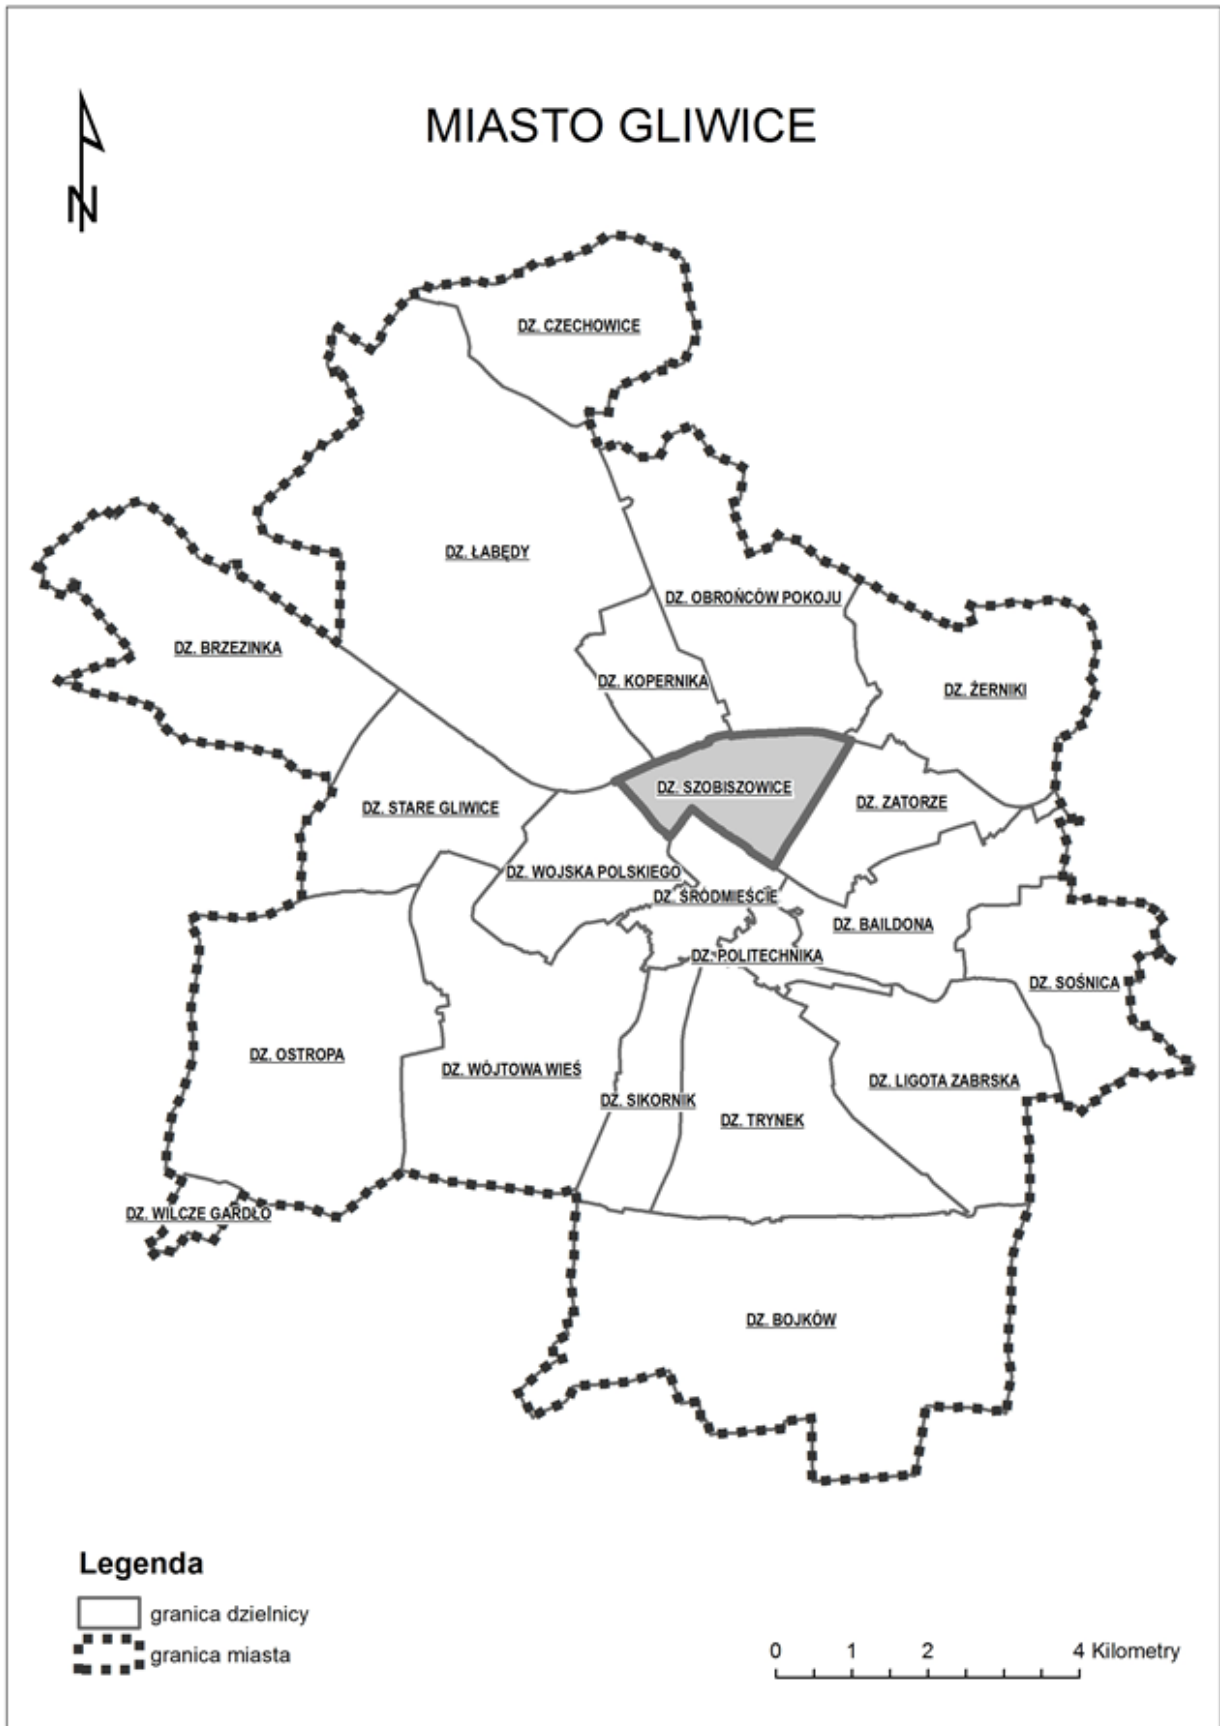 MIASTO GLIWICE
N
DZ. CZECHOWICE
DZ. ŁABĘDY
DZ. OBROŃCÓW POKOJU
DZ. BRZEZINKA
DZ. KOPERNIKA
DZ. ŻERNIKI
DZ. SZOBISZOWICE
DZ. STARE GLIWICE
DZ. ZATORZE
DZ. WOJSKA POLSKIEGO
DZ. ŚRÓDMIEŚCIE
DZ. BAILDONA
DZ. POLITECHNIKA
DZ. SOŚNICA
DZ. OSTROPA
DZ. WÓJTOWA WIEŚ
DZ. LIGOTA ZABRSKA
DZ. SIKORNIK
DZ. TRYNEK
DZ. WILCZE GARDŁO
DZ. BOJKÓW
Legenda
granica dzielnicy
granica miasta
0 1 2 4 Kilometry